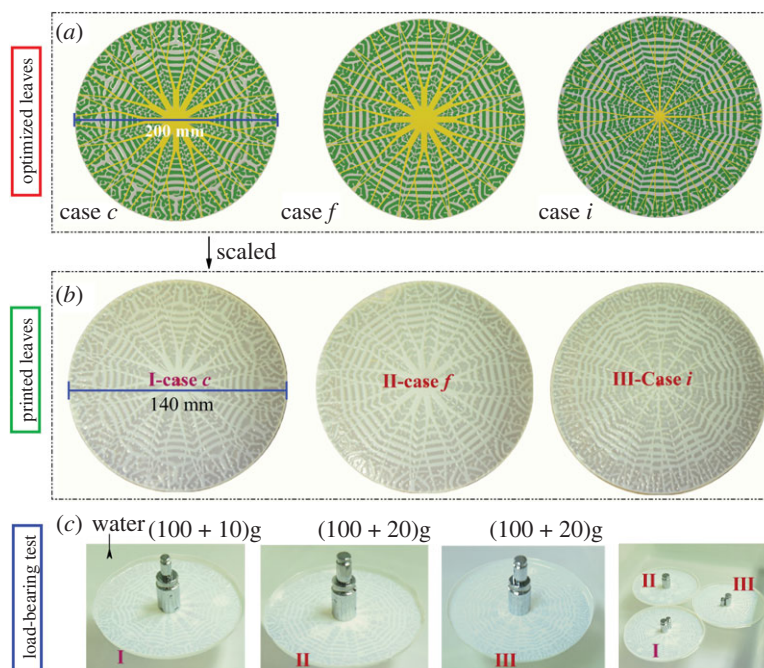 optimized leaves
(a)
200 mm
case c
case f
case i
scaled
printed leaves
(b)
I-case c
II-case f
III-Case i
140 mm
load-bearing test
(c)
water
(100 + 10)g
(100 + 20)g
(100 + 20)g
I
II
III
II
III
I